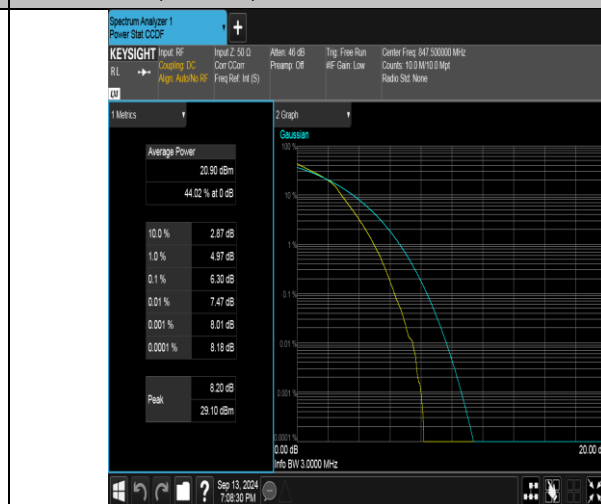 Spectrum Analyzer 1
Power Stat CCDF
+
KEYSIGHT
RL
Input: RF
Coupling: DC
Align: Auto/No RF
Input Z: 50 Ω
Corr CCorr
Freq Ref: Int (S)
Atten: 46 dB
Preamp: Off
Trig: Free Run
#IF Gain: Low
Center Freq: 847.500000 MHz
Counts: 10.0 M/10.0 Mpt
Radio Std: None
1 Metrics
Average Power
20.90 dBm
44.02 % at 0 dB
10.0 % 2.87 dB
1.0 % 4.97 dB
0.1 % 6.30 dB
0.01 % 7.47 dB
0.001 % 8.01 dB
0.0001 % 8.18 dB
Peak
8.20 dB
29.10 dBm
2 Graph
Gaussian
100 %
10 %
1 %
0.1 %
0.01 %
0.001 %
0.0001 %
0.00 dB
20.00
Info BW 3.0000 MHz
?
Sep 13, 2024
7:08:30 PM